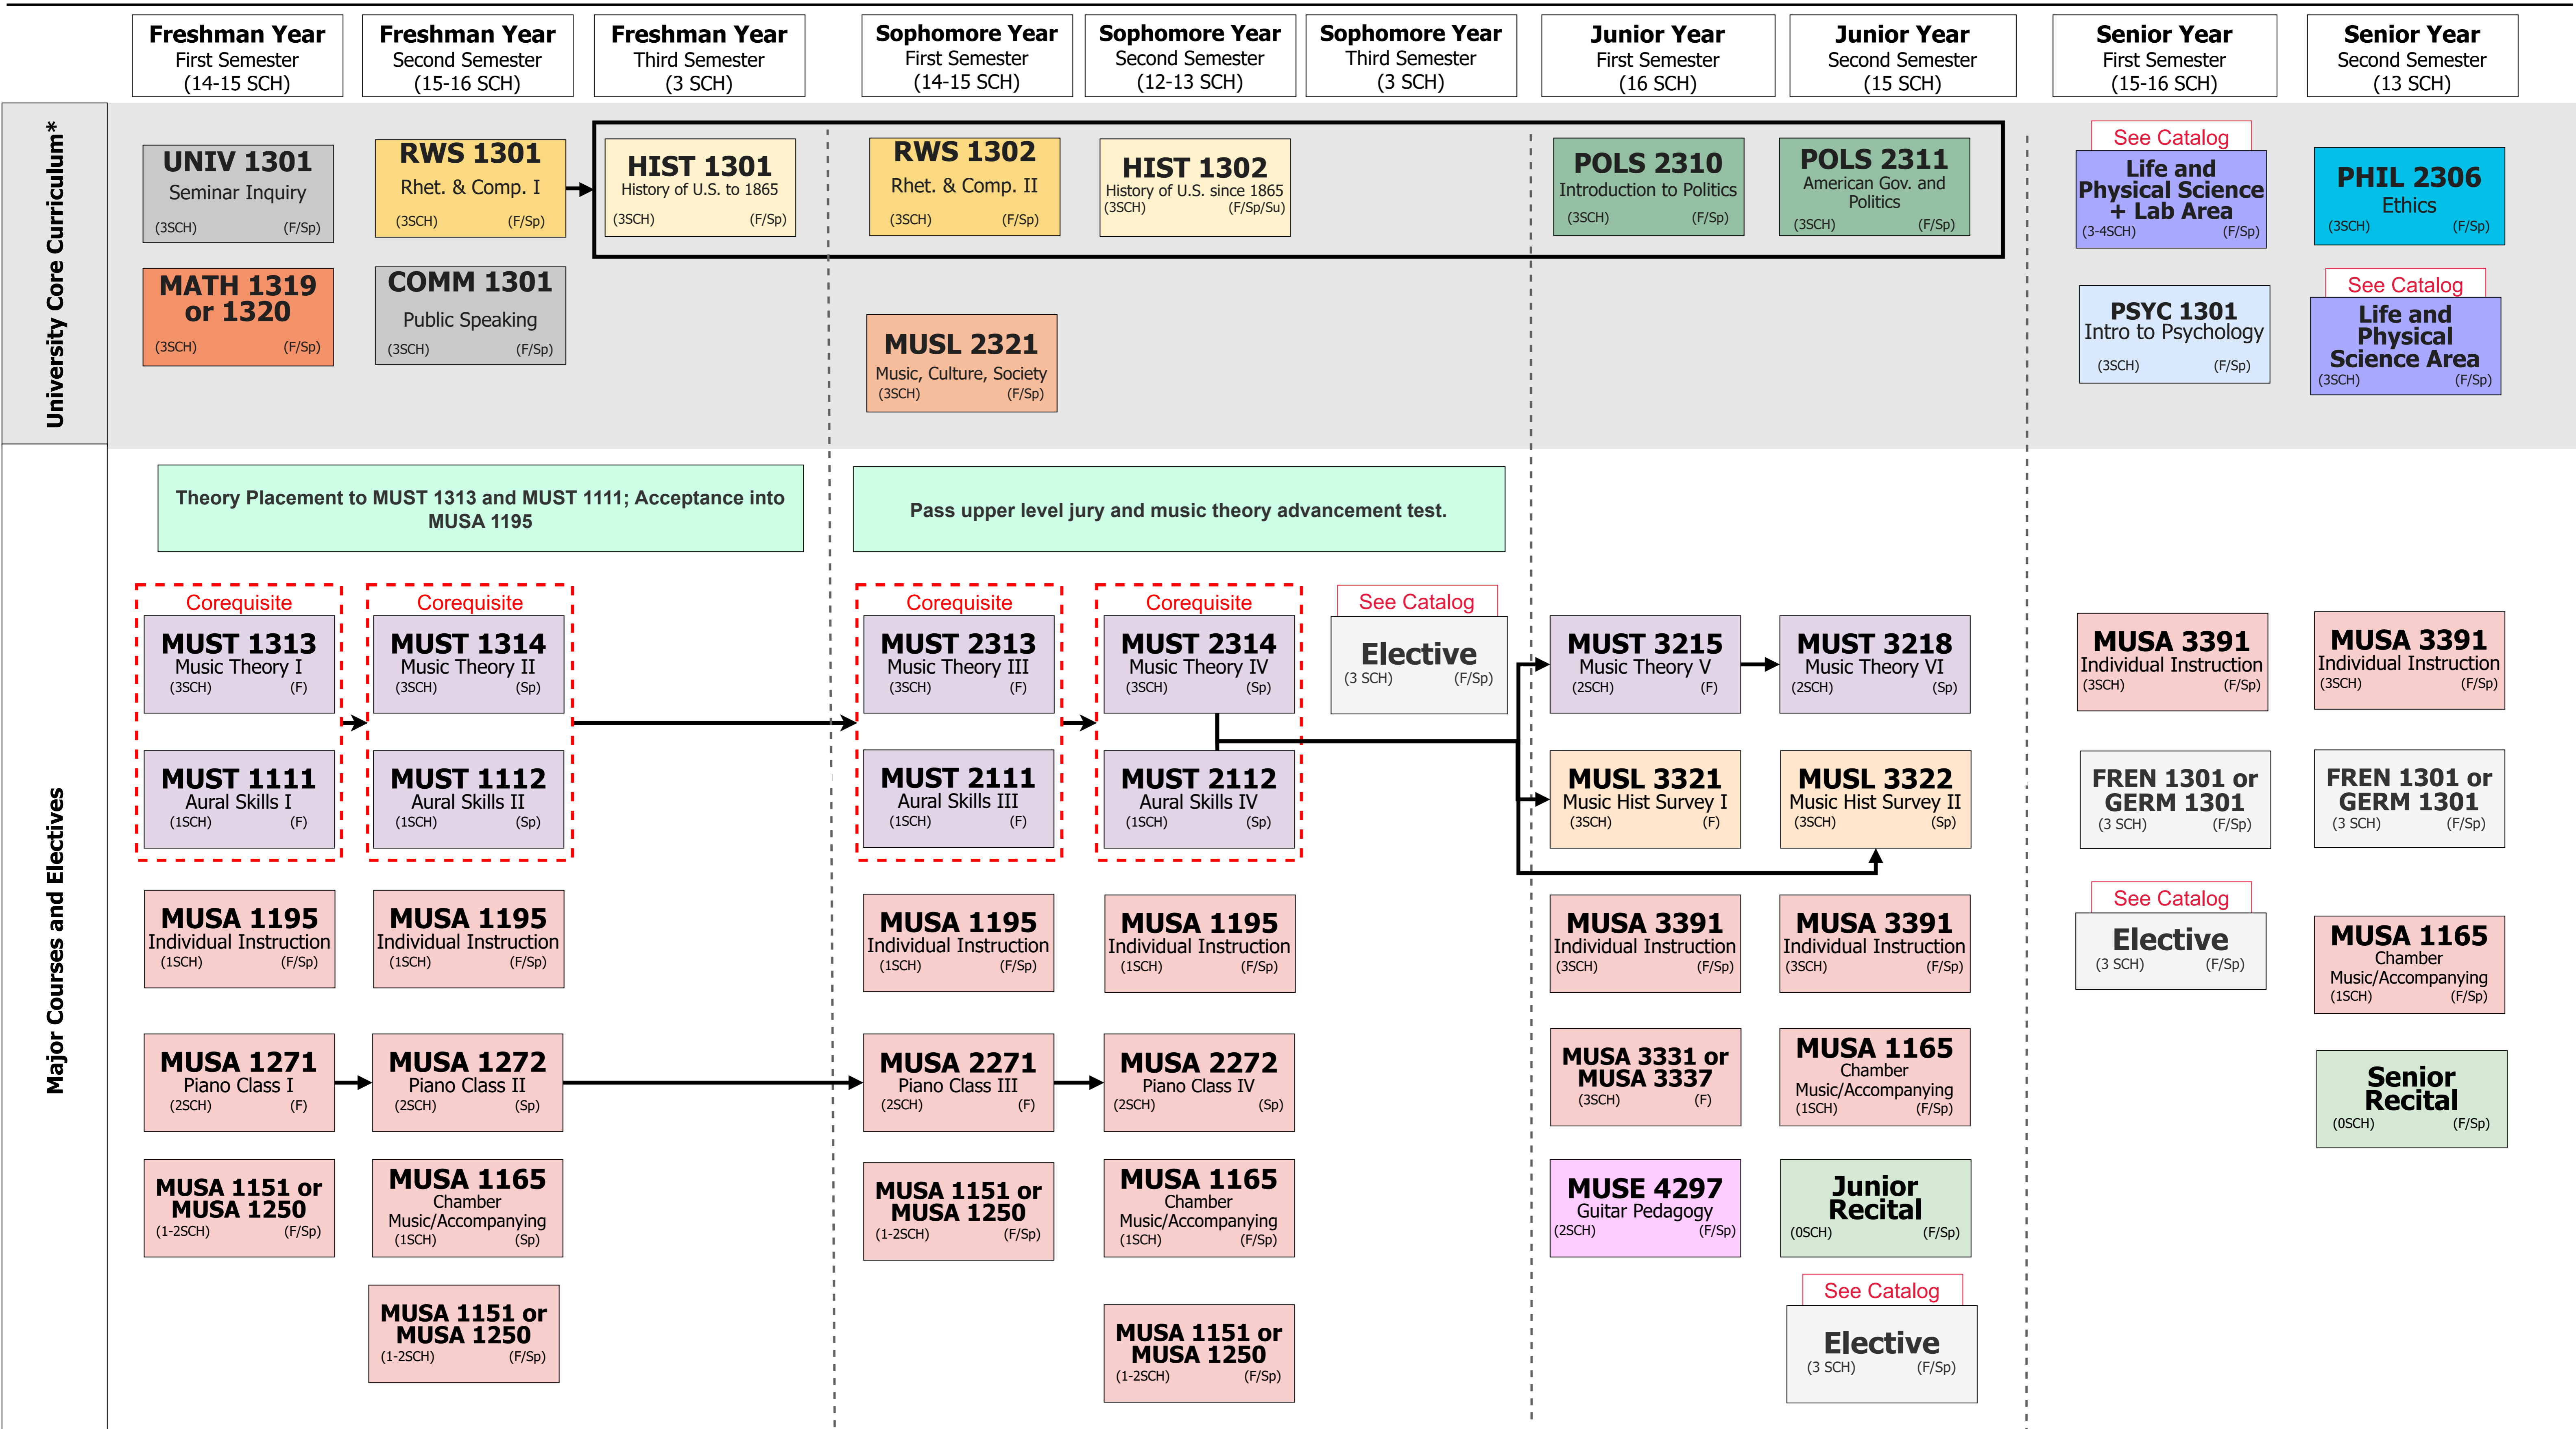 Freshman Year
First Semester
(14-15 SCH)
Freshman Year
Second Semester
(15-16 SCH)
Freshman Year
Third Semester
(3 SCH)
Sophomore Year
First Semester
(14-15 SCH)
Sophomore Year
Second Semester
(12-13 SCH)
Sophomore Year
Third Semester
(3 SCH)
Junior Year
First Semester
(16 SCH)
Junior Year
Second Semester
(15 SCH)
Senior Year
First Semester
(15-16 SCH)
Senior Year
Second Semester
(13 SCH)
University Core Curriculum*
UNIV 1301
Seminar Inquiry
(3SCH) (F/Sp)
RWS 1301
Rhet. & Comp. I
(3SCH) (F/Sp)
HIST 1301
History of U.S. to 1865
(3SCH) (F/Sp)
RWS 1302
Rhet. & Comp. II
(3SCH) (F/Sp)
HIST 1302
History of U.S. since 1865
(3SCH) (F/Sp/Su)
POLS 2310
Introduction to Politics
(3SCH) (F/Sp)
POLS 2311
American Gov. and
Politics
(3SCH) (F/Sp)
See Catalog
Life and
Physical Science
+ Lab Area
(3-4SCH) (F/Sp)
PHIL 2306
Ethics
(3SCH) (F/Sp)
MATH 1319
or 1320
(3SCH) (F/Sp)
COMM 1301
Public Speaking
(3SCH) (F/Sp)
MUSL 2321
Music, Culture, Society
(3SCH) (F/Sp)
PSYC 1301
Intro to Psychology
(3SCH) (F/Sp)
See Catalog
Life and
Physical
Science Area
(3SCH) (F/Sp)
Major Courses and Electives
Theory Placement to MUST 1313 and MUST 1111; Acceptance into
MUSA 1195
Pass upper level jury and music theory advancement test.
Corequisite
MUST 1313
Music Theory I
(3SCH) (F)
Corequisite
MUST 1314
Music Theory II
(3SCH) (Sp)
Corequisite
MUST 2313
Music Theory III
(3SCH) (F)
Corequisite
MUST 2314
Music Theory IV
(3SCH) (Sp)
See Catalog
Elective
(3 SCH) (F/Sp)
MUST 3215
Music Theory V
(2SCH) (F)
MUST 3218
Music Theory VI
(2SCH) (Sp)
MUSA 3391
Individual Instruction
(3SCH) (F/Sp)
MUSA 3391
Individual Instruction
(3SCH) (F/Sp)
MUST 1111
Aural Skills I
(1SCH) (F)
MUST 1112
Aural Skills II
(1SCH) (Sp)
MUST 2111
Aural Skills III
(1SCH) (F)
MUST 2112
Aural Skills IV
(1SCH) (Sp)
MUSL 3321
Music Hist Survey I
(3SCH) (F)
MUSL 3322
Music Hist Survey II
(3SCH) (Sp)
FREN 1301 or
GERM 1301
(3 SCH) (F/Sp)
FREN 1301 or
GERM 1301
(3 SCH) (F/Sp)
MUSA 1195
Individual Instruction
(1SCH) (F/Sp)
MUSA 1195
Individual Instruction
(1SCH) (F/Sp)
MUSA 1195
Individual Instruction
(1SCH) (F/Sp)
MUSA 1195
Individual Instruction
(1SCH) (F/Sp)
MUSA 3391
Individual Instruction
(3SCH) (F/Sp)
MUSA 3391
Individual Instruction
(3SCH) (F/Sp)
See Catalog
Elective
(3 SCH) (F/Sp)
MUSA 1165
Chamber
Music/Accompanying
(1SCH) (F/Sp)
MUSA 1271
Piano Class I
(2SCH) (F)
MUSA 1272
Piano Class II
(2SCH) (Sp)
MUSA 2271
Piano Class III
(2SCH) (F)
MUSA 2272
Piano Class IV
(2SCH) (Sp)
MUSA 3331 or
MUSA 3337
(3SCH) (F)
MUSA 1165
Chamber
Music/Accompanying
(1SCH) (F/Sp)
Senior
Recital
(0SCH) (F/Sp)
MUSA 1151 or
MUSA 1250
(1-2SCH) (F/Sp)
MUSA 1165
Chamber
Music/Accompanying
(1SCH) (Sp)
MUSA 1151 or
MUSA 1250
(1-2SCH) (F/Sp)
MUSA 1165
Chamber
Music/Accompanying
(1SCH) (F/Sp)
MUSE 4297
Guitar Pedagogy
(2SCH) (F/Sp)
Junior
Recital
(0SCH) (F/Sp)
MUSA 1151 or
MUSA 1250
(1-2SCH) (F/Sp)
MUSA 1151 or
MUSA 1250
(1-2SCH) (F/Sp)
See Catalog
Elective
(3 SCH) (F/Sp)